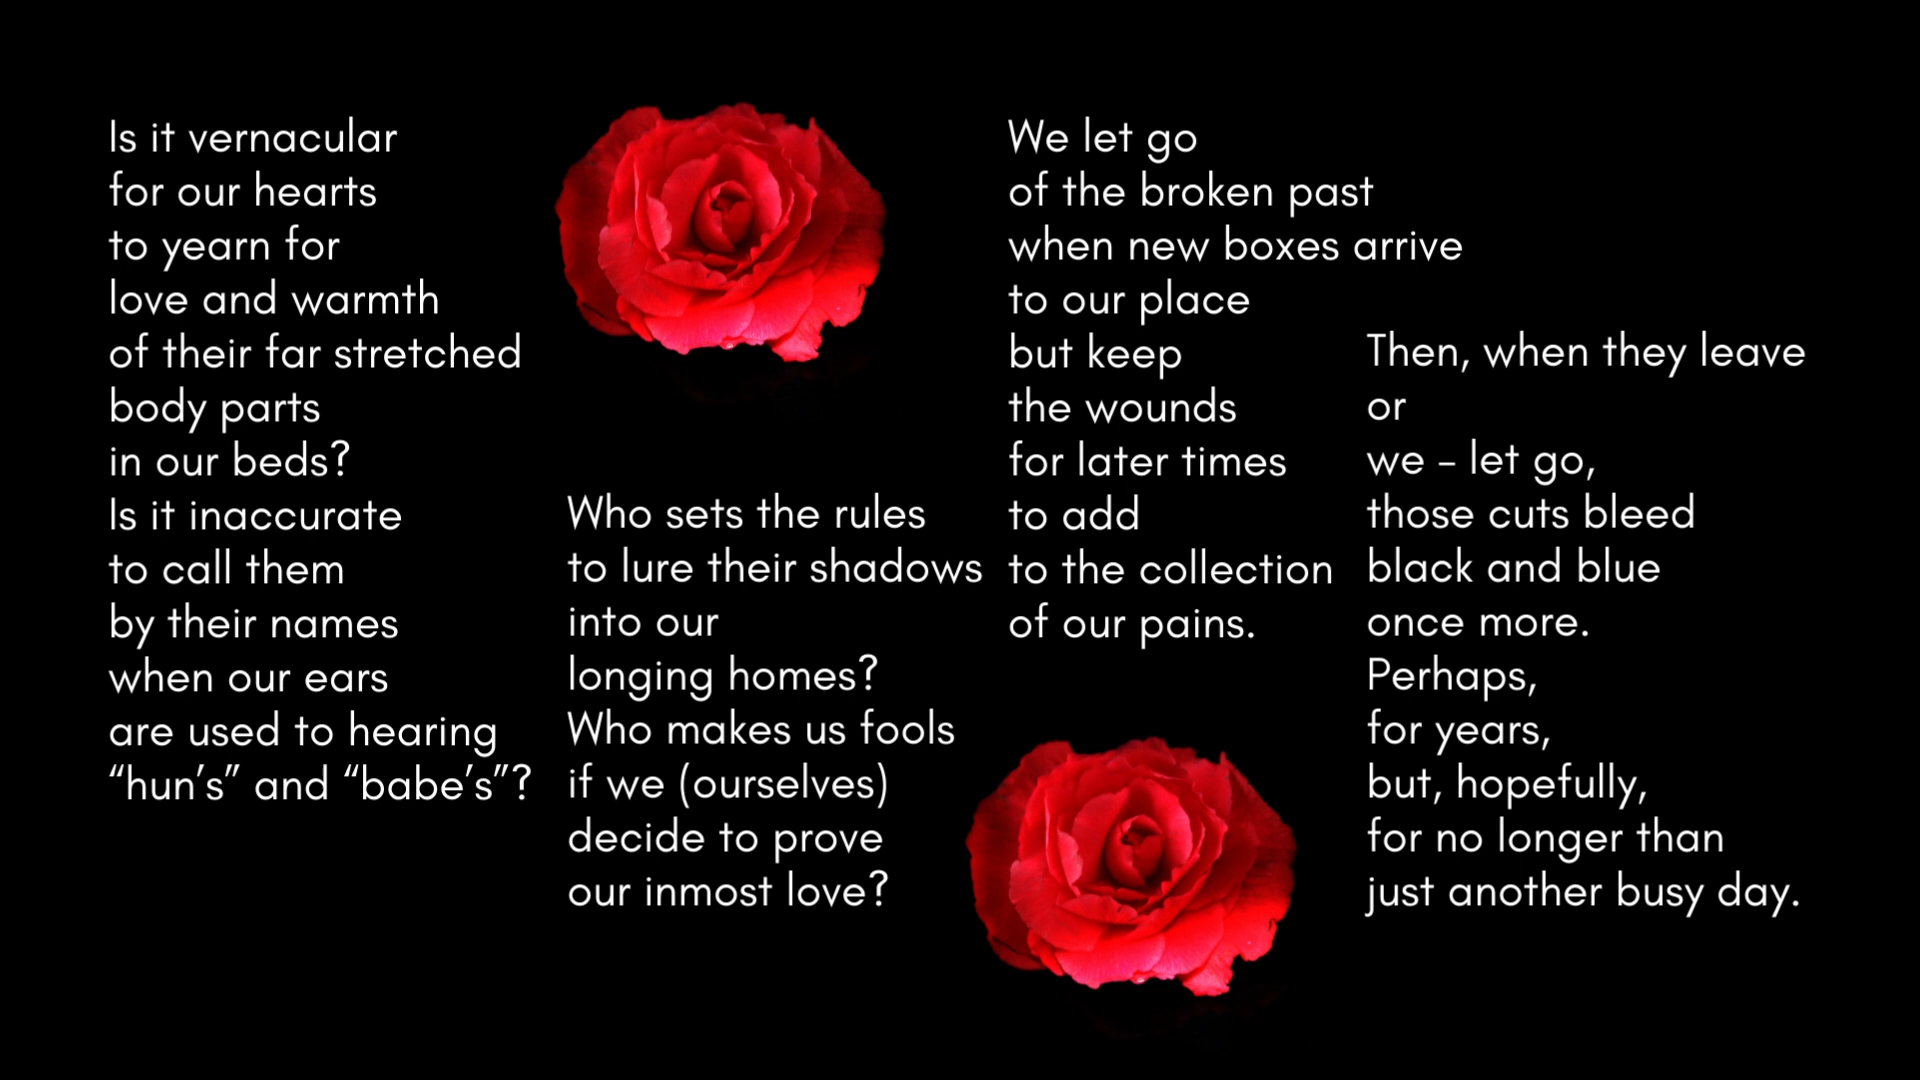 Is it vernacular
for our hearts
to yearn for
love and warmth
of their far stretched
body parts
in our beds?
Is it inaccurate
to call them
by their names
when our ears
are used to hearing
“hun’s” and “babe’s”?
Who sets the rules
to lure their shadows
into our
longing homes?
Who makes us fools
if we (ourselves)
decide to prove
our inmost love?
We let go
of the broken past
when new boxes arrive
to our place
but keep
the wounds
for later times
to add
to the collection
of our pains.
Then, when they leave
or
we – let go,
those cuts bleed
black and blue
once more.
Perhaps,
for years,
but, hopefully,
for no longer than
just another busy day.